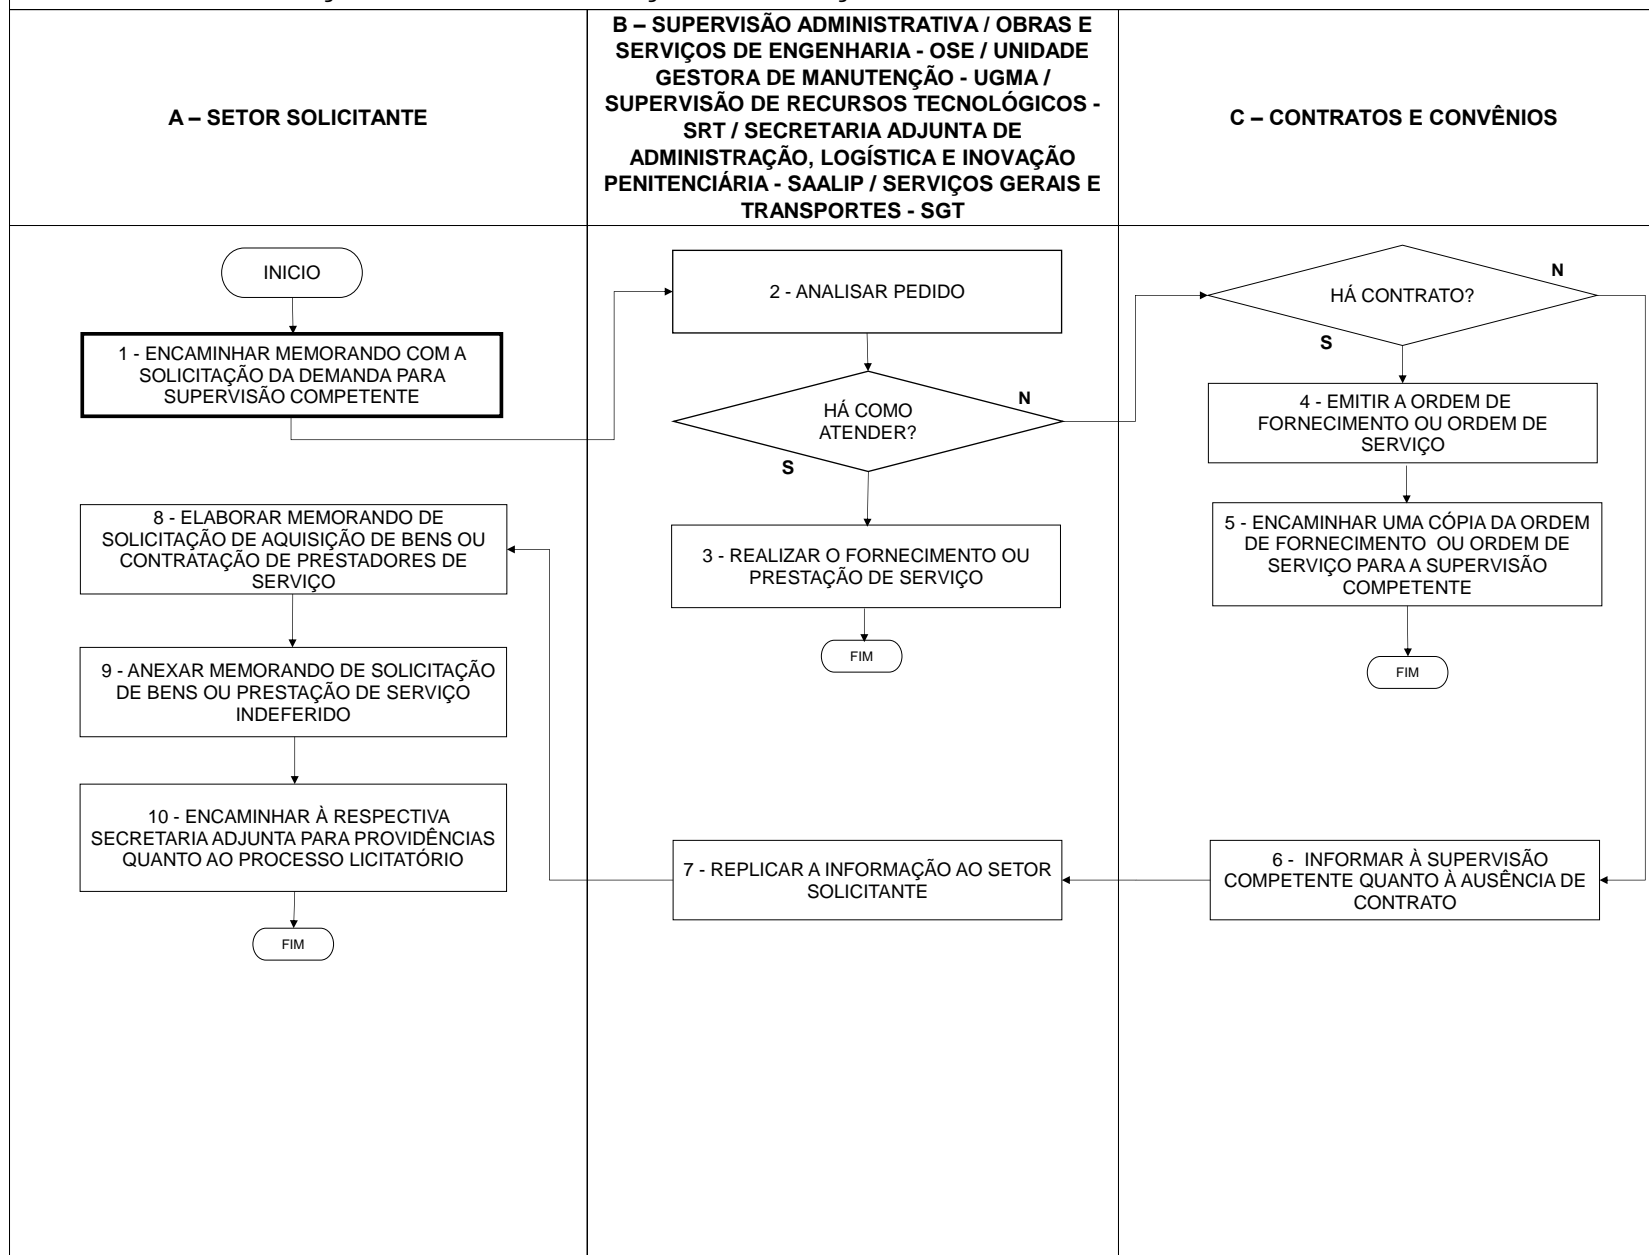 A – SETOR SOLICITANTE
B – SUPERVISÃO ADMINISTRATIVA / OBRAS E
SERVIÇOS DE ENGENHARIA - OSE / UNIDADE
GESTORA DE MANUTENÇÃO - UGMA /
SUPERVISÃO DE RECURSOS TECNOLÓGICOS -
SRT / SECRETARIA ADJUNTA DE
ADMINISTRAÇÃO, LOGÍSTICA E INOVAÇÃO
PENITENCIÁRIA - SAALIP / SERVIÇOS GERAIS E
TRANSPORTES - SGT
C – CONTRATOS E CONVÊNIOS
INICIO
1 - ENCAMINHAR MEMORANDO COM A
SOLICITAÇÃO DA DEMANDA PARA
SUPERVISÃO COMPETENTE
2 - ANALISAR PEDIDO
HÁ COMO
ATENDER?
N
S
3 - REALIZAR O FORNECIMENTO OU
PRESTAÇÃO DE SERVIÇO
FIM
HÁ CONTRATO?
N
S
4 - EMITIR A ORDEM DE
FORNECIMENTO OU ORDEM DE
SERVIÇO
5 - ENCAMINHAR UMA CÓPIA DA ORDEM
DE FORNECIMENTO OU ORDEM DE
SERVIÇO PARA A SUPERVISÃO
COMPETENTE
FIM
6 - INFORMAR À SUPERVISÃO
COMPETENTE QUANTO À AUSÊNCIA DE
CONTRATO
7 - REPLICAR A INFORMAÇÃO AO SETOR
SOLICITANTE
8 - ELABORAR MEMORANDO DE
SOLICITAÇÃO DE AQUISIÇÃO DE BENS OU
CONTRATAÇÃO DE PRESTADORES DE
SERVIÇO
9 - ANEXAR MEMORANDO DE SOLICITAÇÃO
DE BENS OU PRESTAÇÃO DE SERVIÇO
INDEFERIDO
10 - ENCAMINHAR À RESPECTIVA
SECRETARIA ADJUNTA PARA PROVIDÊNCIAS
QUANTO AO PROCESSO LICITATÓRIO
FIM